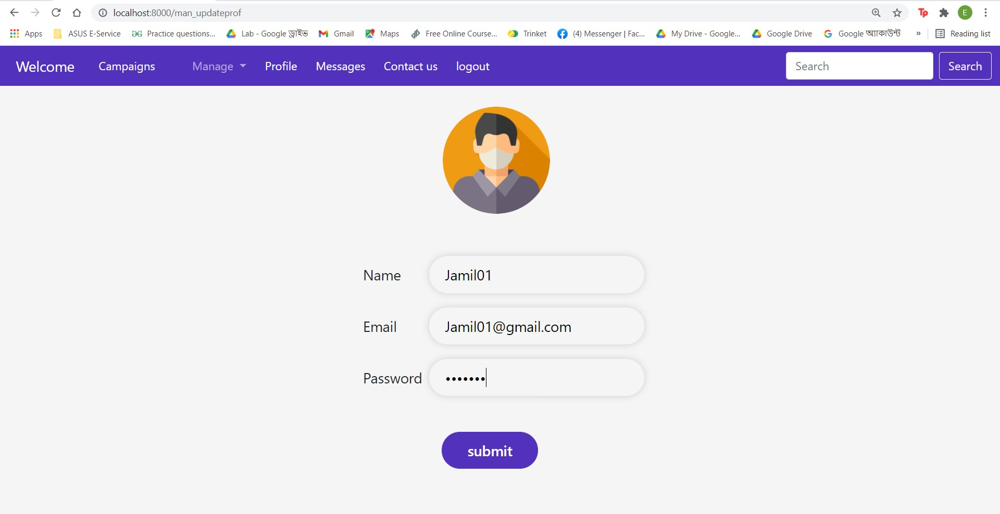 localhost:8000/man_updateprof
E
Apps ASUS E-Service Practice questions... Lab - Google ড্রাইভ Gmail Maps Free Online Course... Trinket (4) Messenger | Fac... My Drive - Google... Google Drive Google অ্যাকাউন্ট » Reading list
Welcome Campaigns Manage Profile Messages Contact us logout Search Search
Name Jamil01
Email Jamil01@gmail.com
Password •••••••
submit